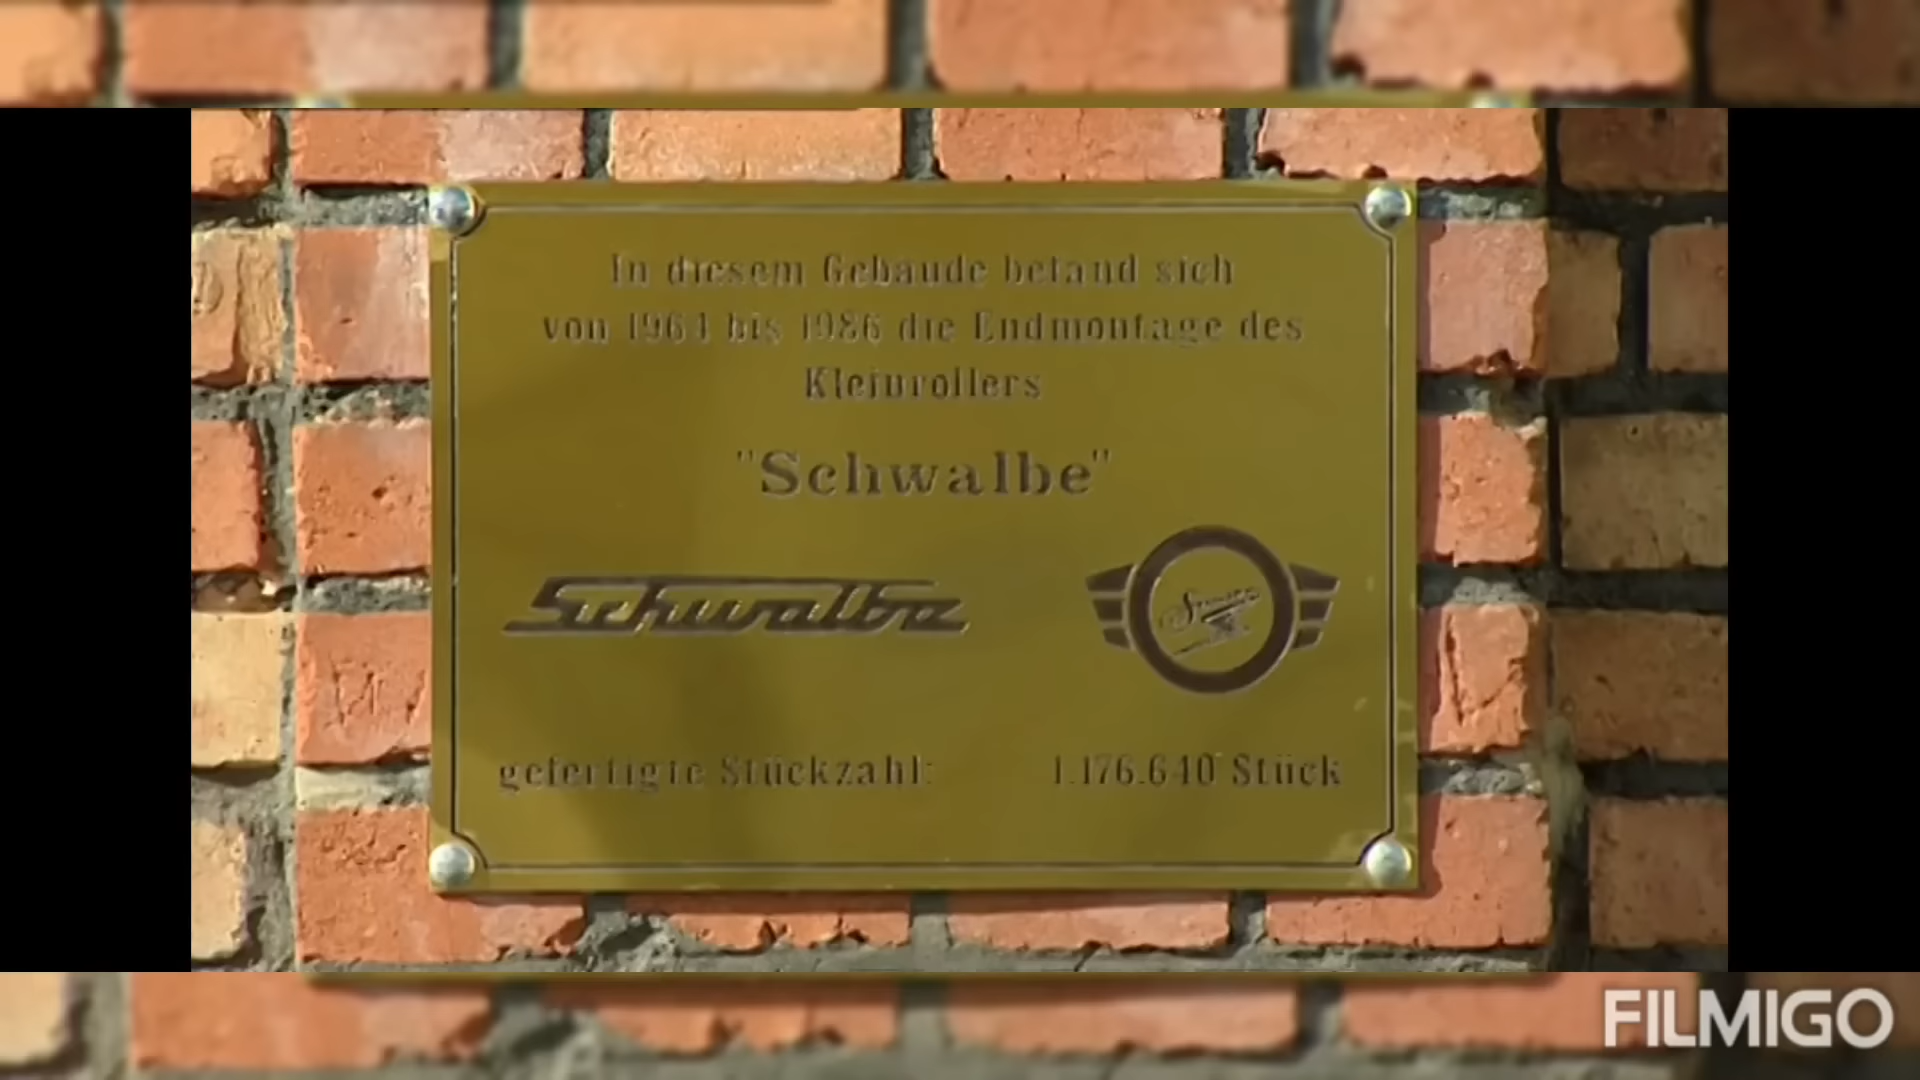 In diesem Gebäude befand sich
von 1964 bis 1986 die Endmontage des
Kleinrollers
"Schwalbe"
Schwalbe
gefertigte Stückzahl: 1.176.640 Stück
FILMIGO